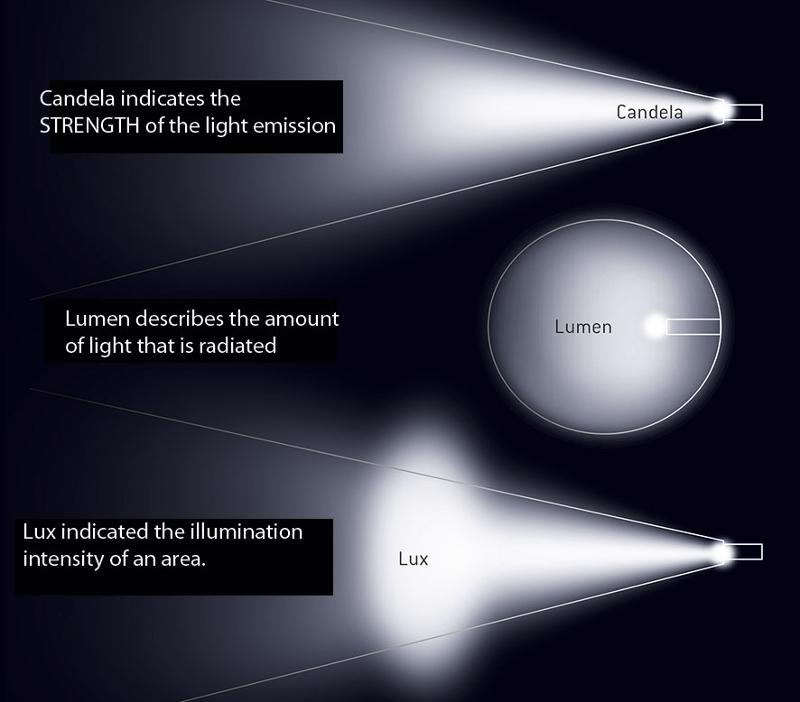 Candela indicates the
STRENGTH of the light emission
Candela
Lumen describes the amount
of light that is radiated
Lumen
Lux indicated the illumination
intensity of an area.
Lux